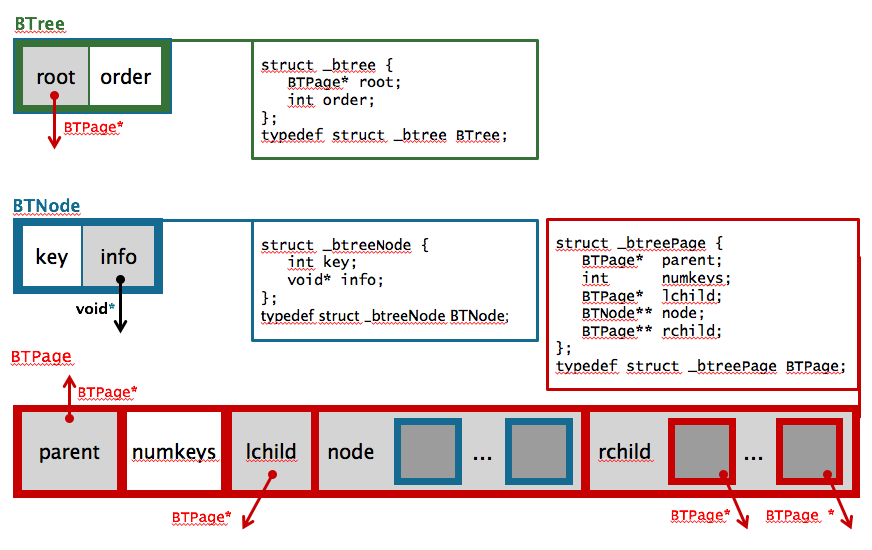 BTree
root order
BTPage*
struct _btree {
BTPage* root;
int order;
};
typedef struct _btree BTree;
BTNode
key info
void*
struct _btreeNode {
int key;
void* info;
};
typedef struct _btreeNode BTNode;
struct _btreePage {
BTPage* parent;
int numkeys;
BTPage* lchild;
BTNode** node;
BTPage** rchild;
};
typedef struct _btreePage BTPage;
BTPage
BTPage*
parent numkeys lchild node ... rchild ...
BTPage* BTPage* BTPage *